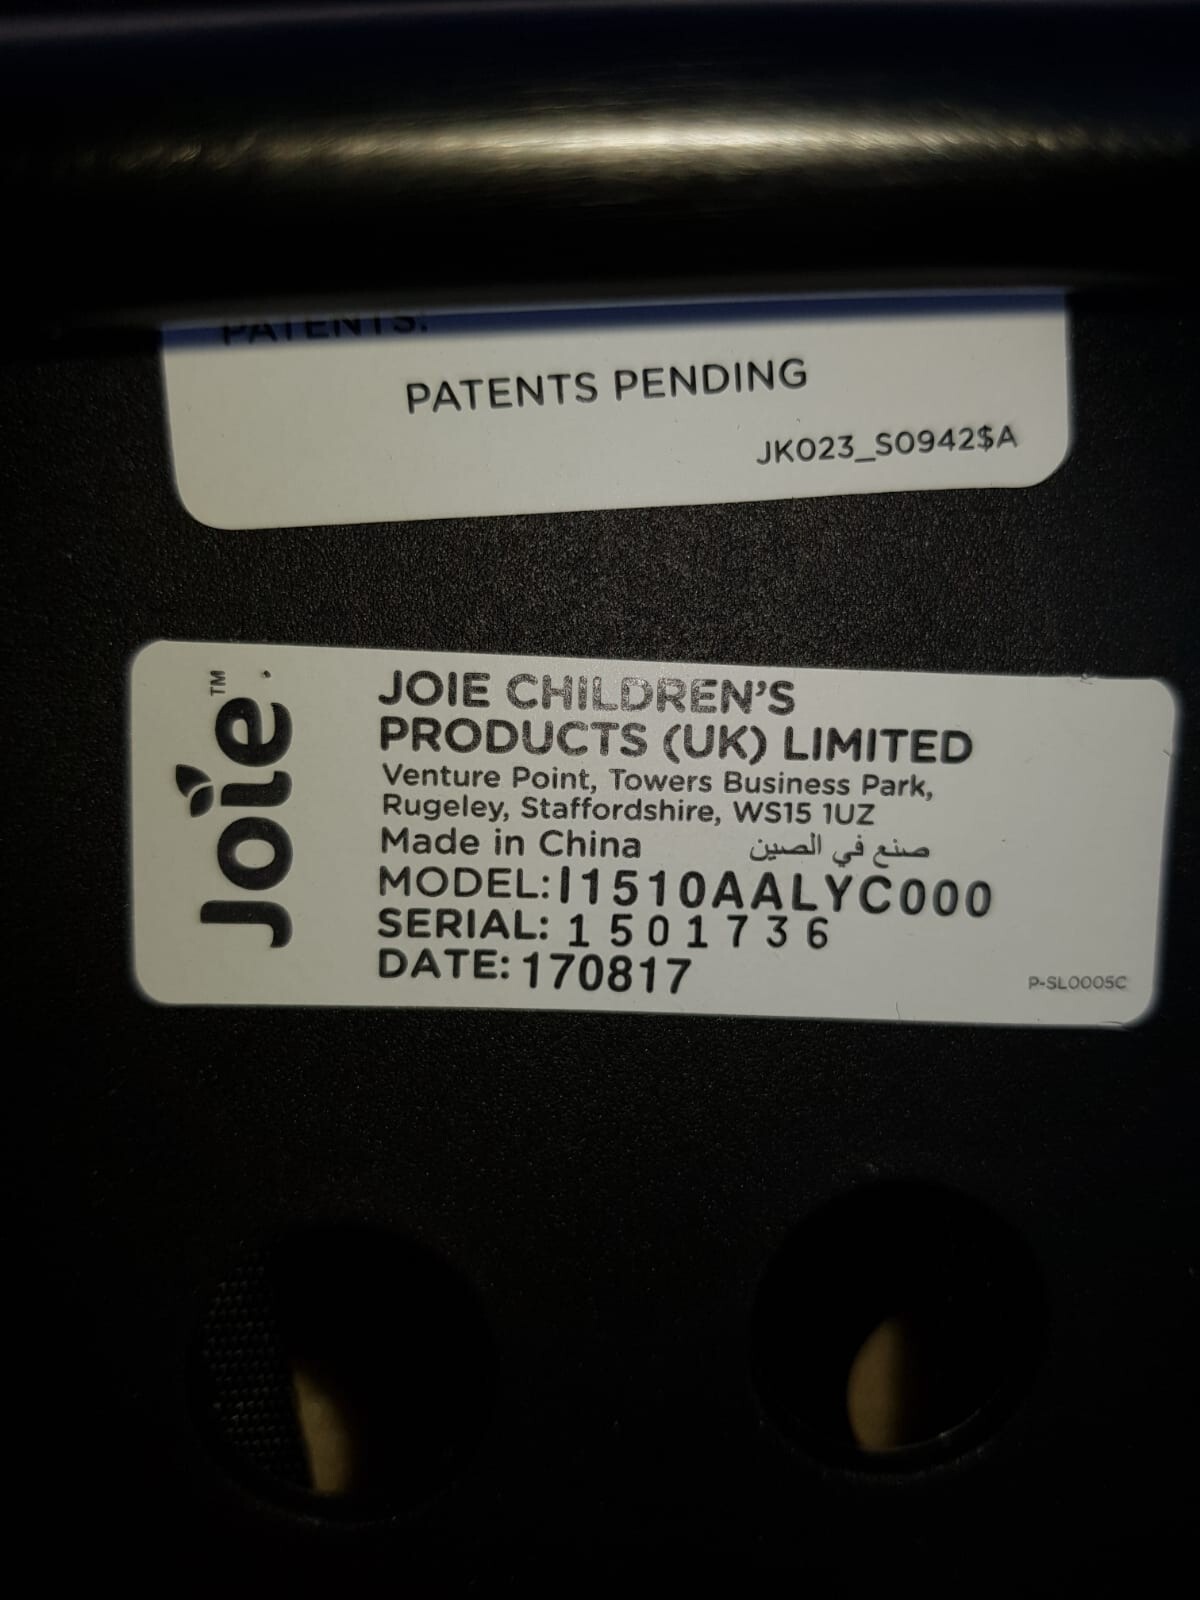 PATENTS:
PATENTS PENDING
JK023_S0942$A
Joie™
JOIE CHILDREN'S
PRODUCTS (UK) LIMITED
Venture Point, Towers Business Park,
Rugeley, Staffordshire, WS15 1UZ
Made in China صنع في الصين
MODEL:I1510AALYC000
SERIAL: 1501736
DATE:170817
P-SL0005C